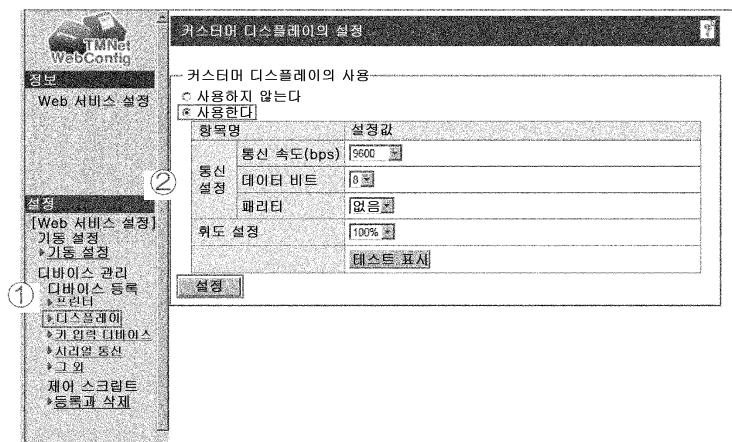 TMNet
WebConfig
정보
Web 서비스 설정
설정
[Web 서비스 설정]
기동 설정
기동 설정
디바이스 관리
디바이스 등록
①
프린터
디스플레이
키 입력 디바이스
시리얼 통신
그 외
제어 스크립트
등록과 삭제
커스터머 디스플레이의 설정
?
커스터머 디스플레이의 사용
사용하지 않는다
사용한다
②
항목명 설정값
통신 설정
통신 속도(bps) 9600
데이터 비트 8
패리티 없음
휘도 설정 100%
테스트 표시
설정